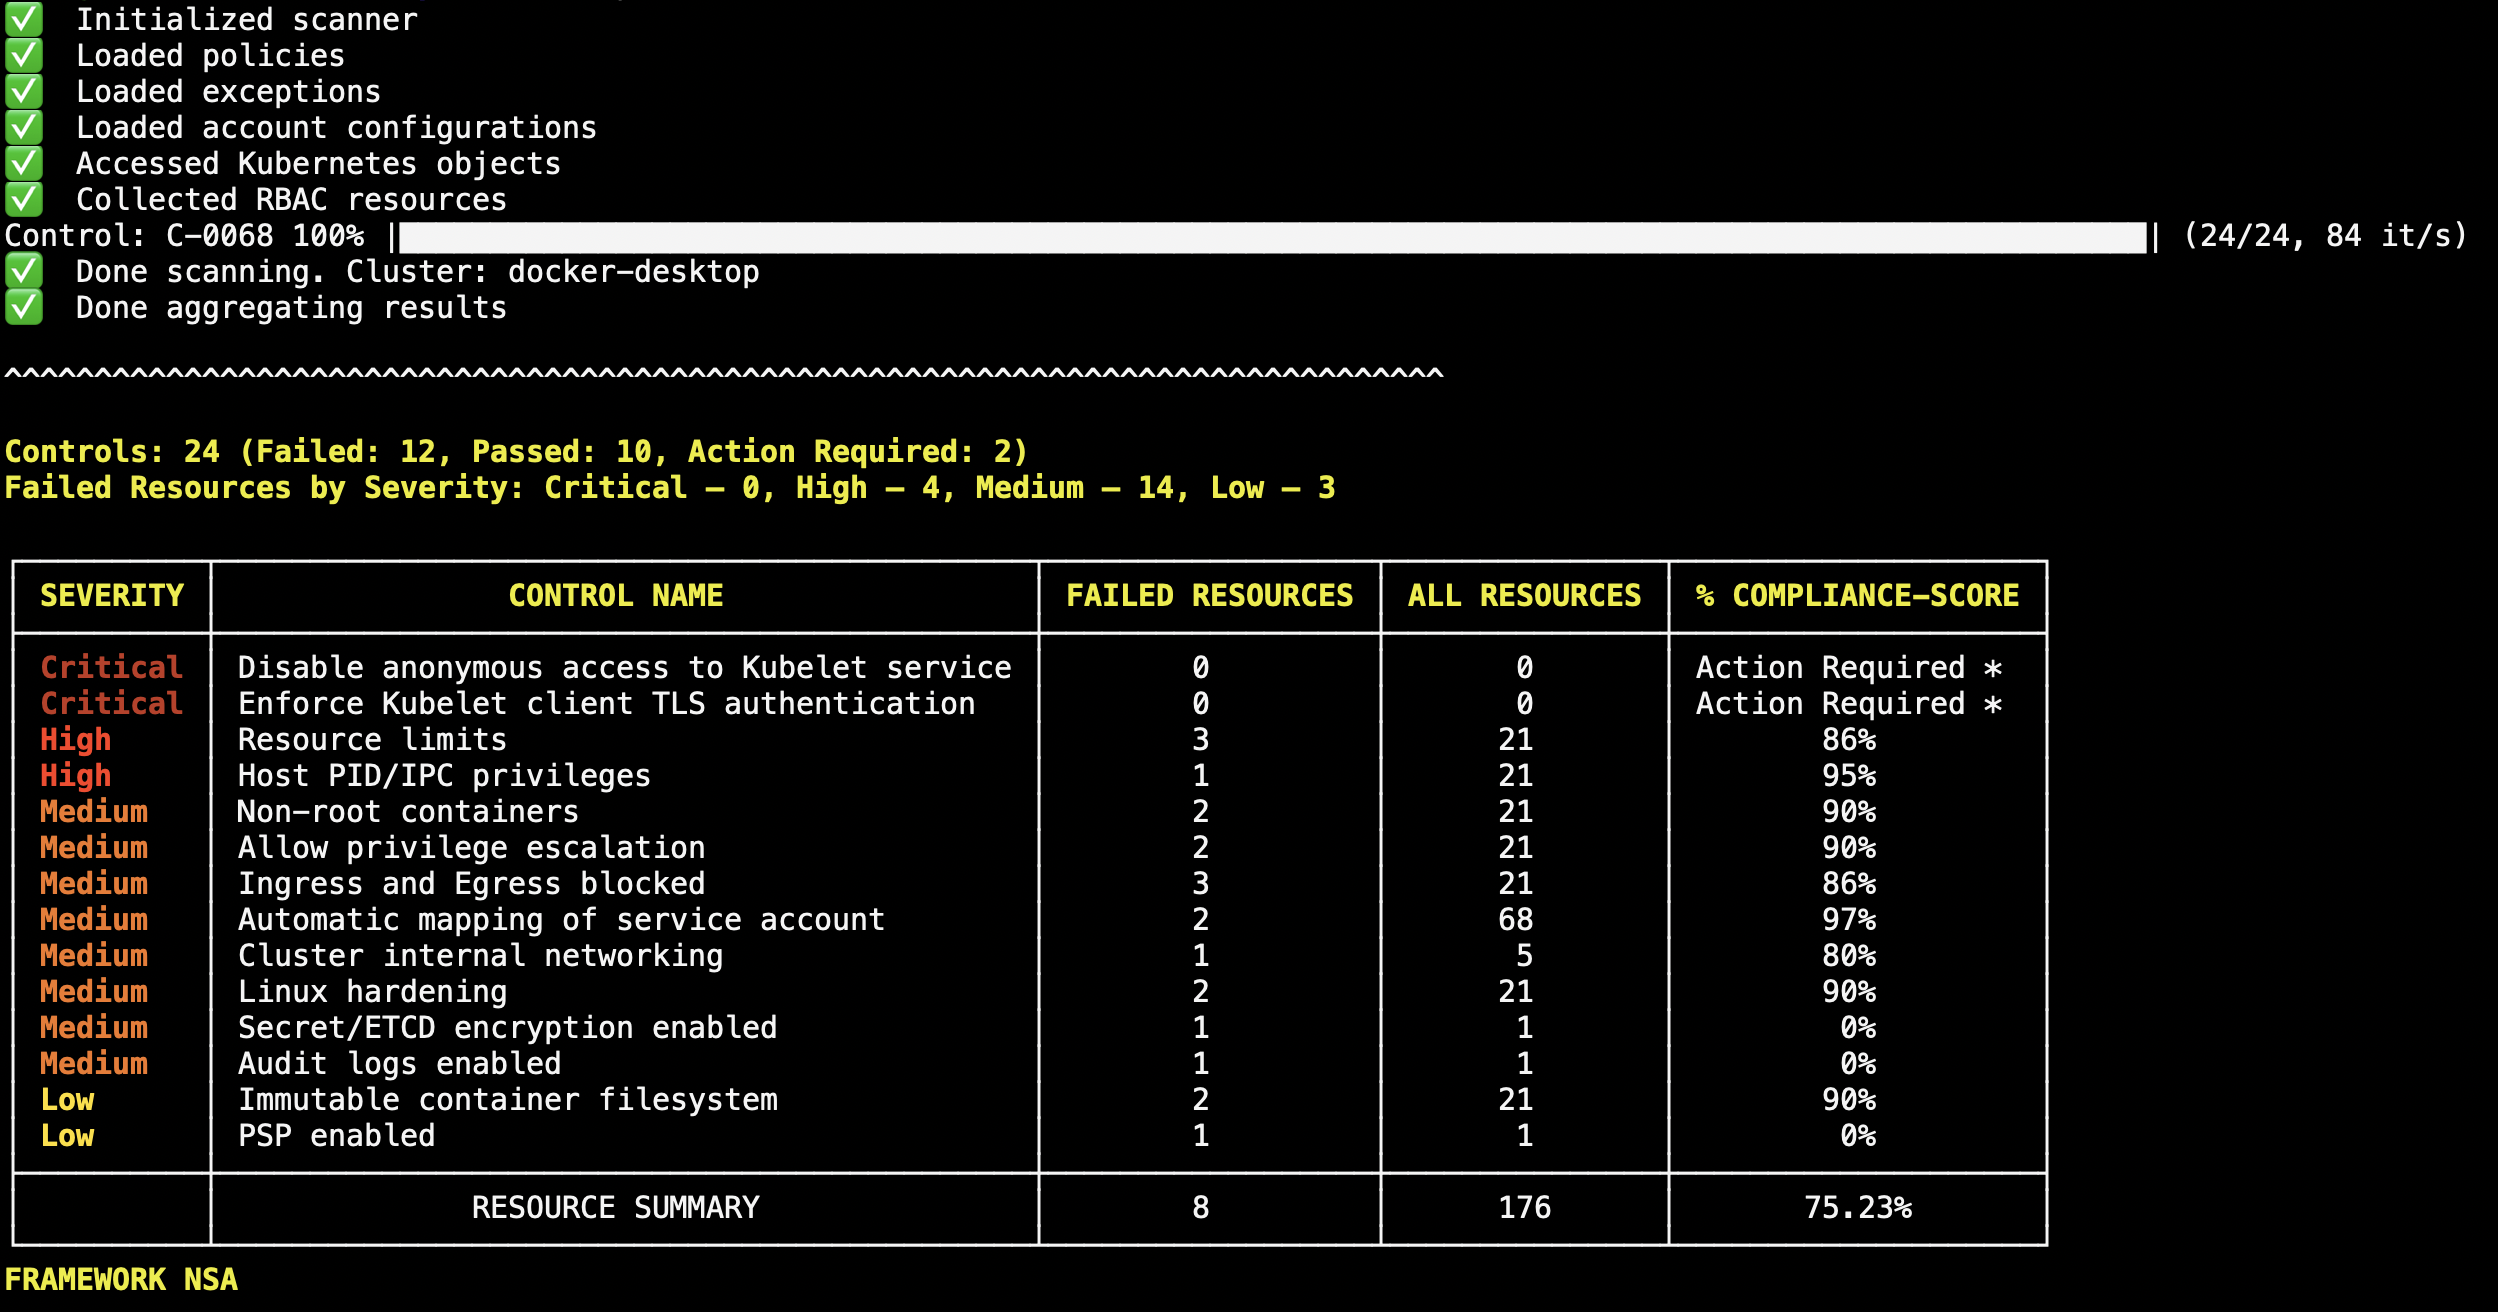 ✅ Initialized scanner
✅ Loaded policies
✅ Loaded exceptions
✅ Loaded account configurations
✅ Accessed Kubernetes objects
✅ Collected RBAC resources
Control: C-0068 100% || (24/24, 84 it/s)
✅ Done scanning. Cluster: docker-desktop
✅ Done aggregating results
^^^^^^^^^^^^^^^^^^^^^^^^^^^^^^^^^^^^^^^^^^^^^^^^^^^^^^^^^^^^^^^^^^^^^^^^^^^^^^^^
Controls: 24 (Failed: 12, Passed: 10, Action Required: 2)
Failed Resources by Severity: Critical — 0, High — 4, Medium — 14, Low — 3
SEVERITY CONTROL NAME FAILED RESOURCES ALL RESOURCES % COMPLIANCE-SCORE
Critical Disable anonymous access to Kubelet service 0 0 Action Required *
Critical Enforce Kubelet client TLS authentication 0 0 Action Required *
High Resource limits 3 21 86%
High Host PID/IPC privileges 1 21 95%
Medium Non-root containers 2 21 90%
Medium Allow privilege escalation 2 21 90%
Medium Ingress and Egress blocked 3 21 86%
Medium Automatic mapping of service account 2 68 97%
Medium Cluster internal networking 1 5 80%
Medium Linux hardening 2 21 90%
Medium Secret/ETCD encryption enabled 1 1 0%
Medium Audit logs enabled 1 1 0%
Low Immutable container filesystem 2 21 90%
Low PSP enabled 1 1 0%
RESOURCE SUMMARY 8 176 75.23%
FRAMEWORK NSA